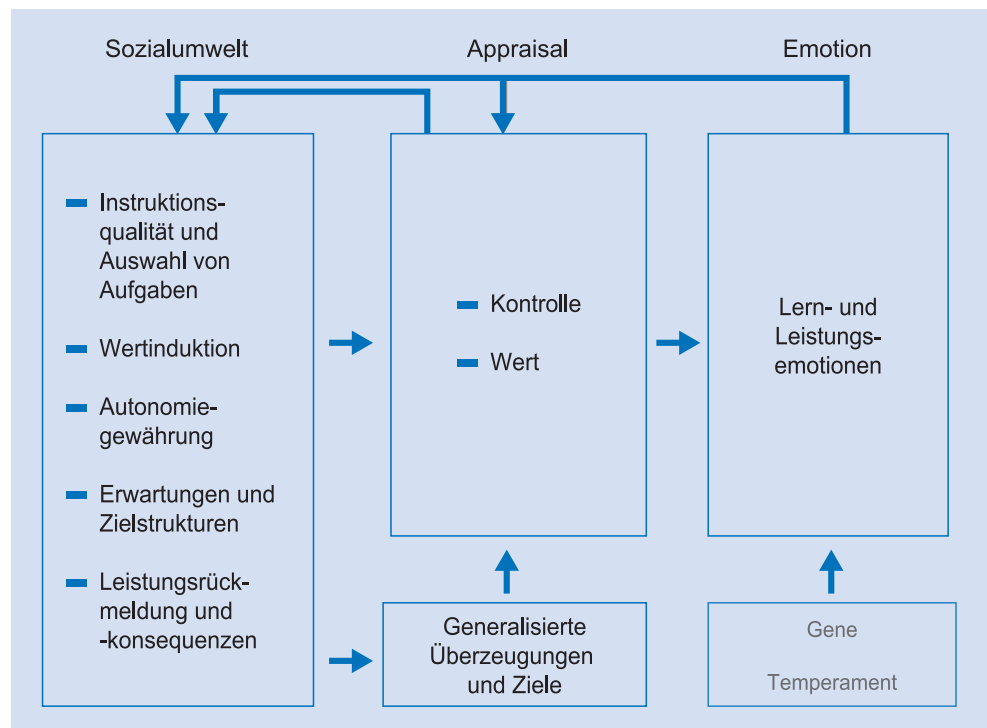 Sozialumwelt
Appraisal
Emotion
Instruktions-
qualität und
Auswahl von
Aufgaben
Wertinduktion
Autonomie-
gewährung
Erwartungen und
Zielstrukturen
Leistungsrück-
meldung und
-konsequenzen
Kontrolle
Wert
Lern- und
Leistungs-
emotionen
Generalisierte
Überzeugungen
und Ziele
Gene
Temperament